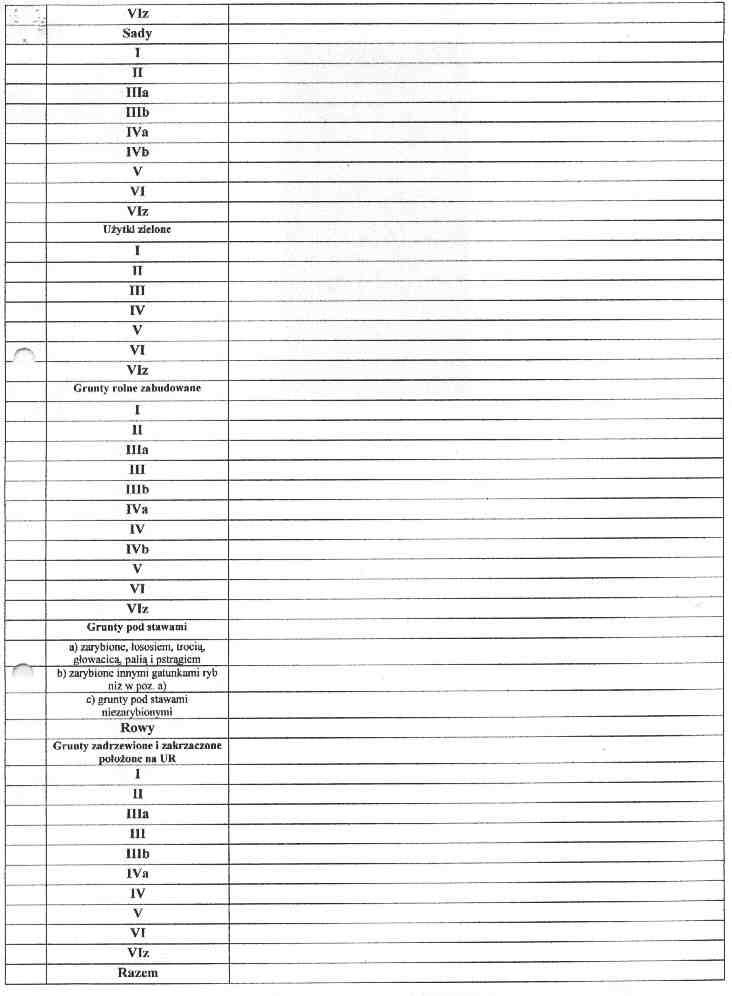 VIz
Sady
I
II
IIIa
IIIb
IVa
IVb
V
VI
VIz
Użytki zielone
I
II
III
IV
V
VI
VIz
Grunty rolne zabudowane
I
II
IIIa
III
IIIb
IVa
IV
IVb
V
VI
VIz
Grunty pod stawami
a) zarybione, łososiem, trocią,
głowacicą, palią i pstrągiem
b) zarybione innymi gatunkami ryb
niż w poz. a)
c) grunty pod stawami
niezarybionymi
Rowy
Grunty zadrzewione i zakrzaczone
położone na UR
I
II
IIIa
III
IIIb
IVa
IV
V
VI
VIz
Razem